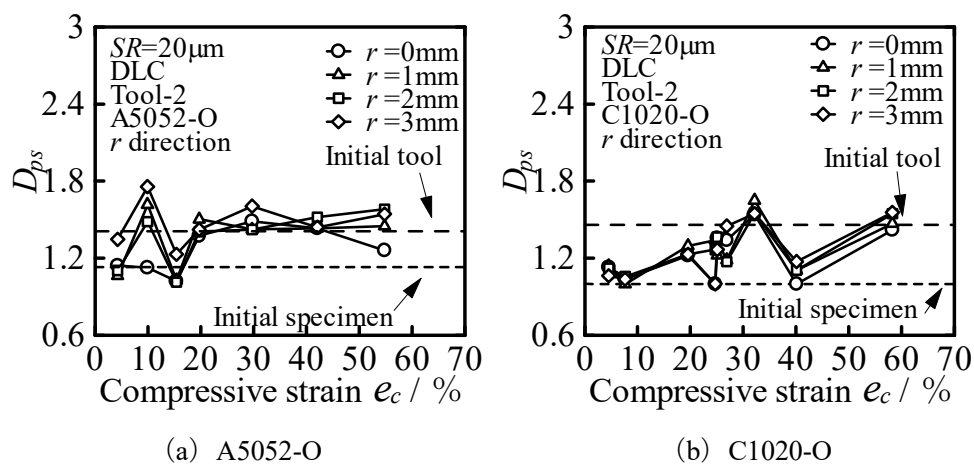 3
2.4
1.8
1.2
0.6
D_ps
SR=20μm
DLC
Tool-2
A5052-O
r direction
r =0mm
r =1mm
r =2mm
r =3mm
Initial tool
Initial specimen
0 10 20 30 40 50 60 70
Compressive strain e_c / %
(a) A5052-O
3
2.4
1.8
1.2
0.6
D_ps
SR=20μm
DLC
Tool-2
C1020-O
r direction
r =0mm
r =1mm
r =2mm
r =3mm
Initial tool
Initial specimen
0 10 20 30 40 50 60 70
Compressive strain e_c / %
(b) C1020-O